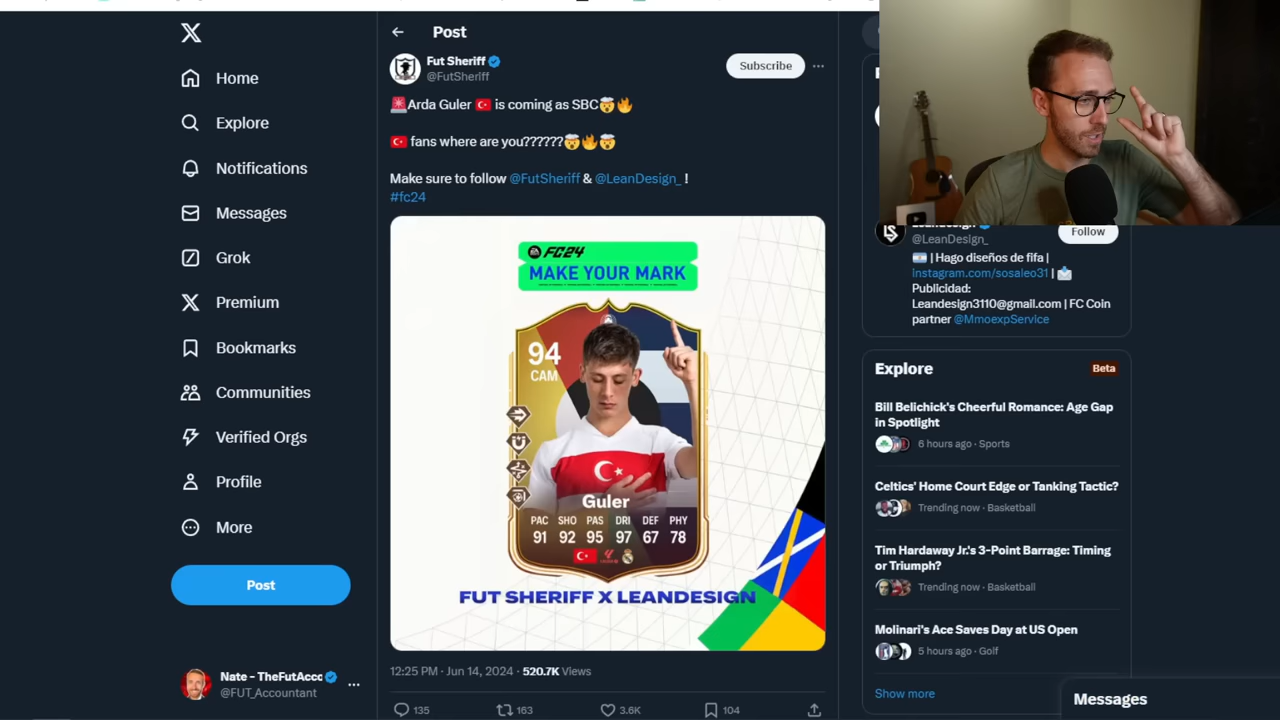 Home
Explore
Notifications
Messages
Grok
Premium
Bookmarks
Communities
Verified Orgs
Profile
More
Post
Nate - TheFutAcc
@FUT_Accountant
Post
Fut Sheriff
@FutSheriff
Subscribe
🚨Arda Guler 🇹🇷 is coming as SBC🤯🔥
🇹🇷 fans where are you??????🤯🔥🤯
Make sure to follow @FutSheriff & @LeanDesign_ !
#fc24
FC24
MAKE YOUR MARK
94
CAM
Guler
PAC SHO PAS DRI DEF PHY
91 92 95 97 67 78
FUT SHERIFF X LEANDESIGN
12:25 PM · Jun 14, 2024 · 520.7K Views
135 163 3.6K 104
@LeanDesign_
Follow
🇦🇷 | Hago diseños de fifa |
Instagram.com/sosaleo31 | 📩
Publicidad:
Leandesign3110@gmail.com | FC Coin
partner @MmoexpService
Explore
Beta
Bill Belichick's Cheerful Romance: Age Gap
in Spotlight
6 hours ago · Sports
Celtics' Home Court Edge or Tanking Tactic?
Trending now · Basketball
Tim Hardaway Jr.'s 3-Point Barrage: Timing
or Triumph?
Trending now · Basketball
Molinari's Ace Saves Day at US Open
5 hours ago · Golf
Show more
Messages